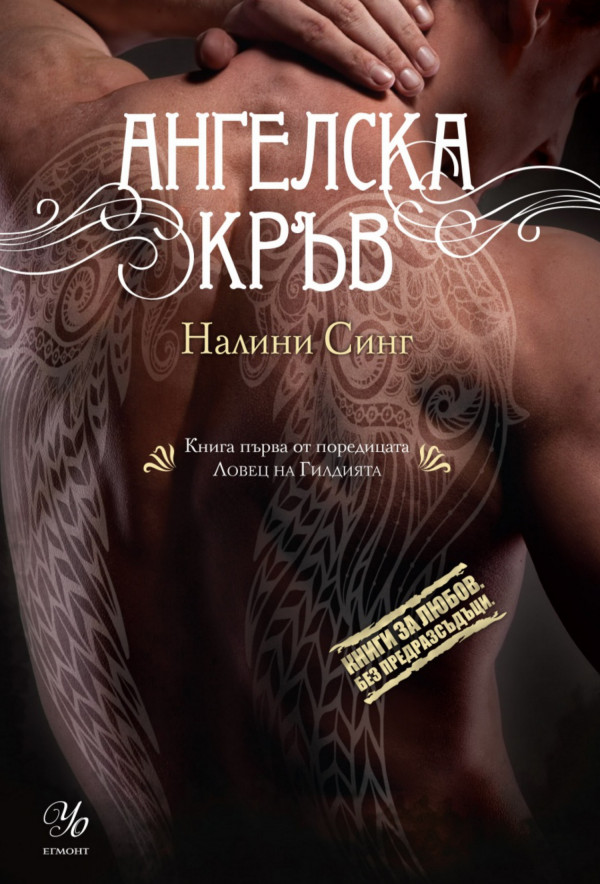 АНГЕЛСКА
КРЪВ
Налини Синг
Книга първа от поредицата
Ловец на Гилдията
КНИГИ ЗА ЛЮБОВ.
БЕЗ ПРЕДРАЗСЪДЪЦИ.
УО
ЕГМОНТ